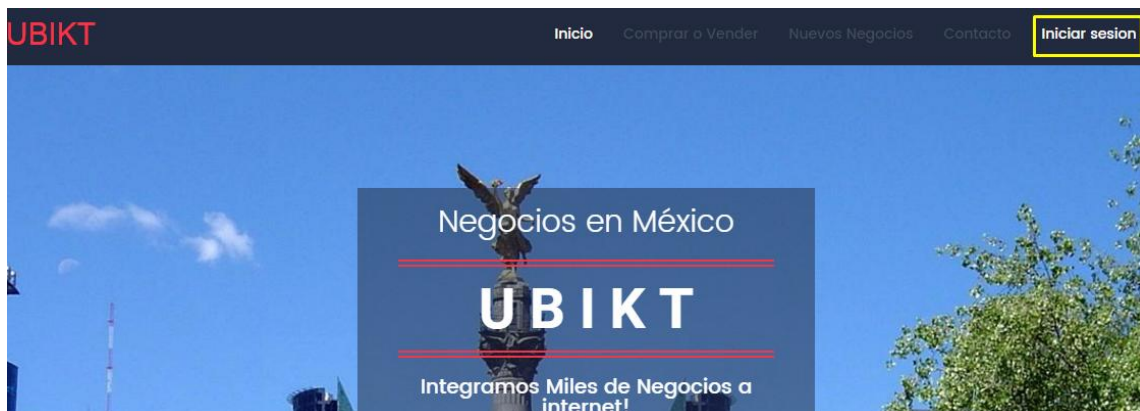 UBIKT
Inicio Comprar o Vender Nuevos Negocios Contacto Iniciar sesion
Negocios en México
UBIKT
Integramos Miles de Negocios a
internet!